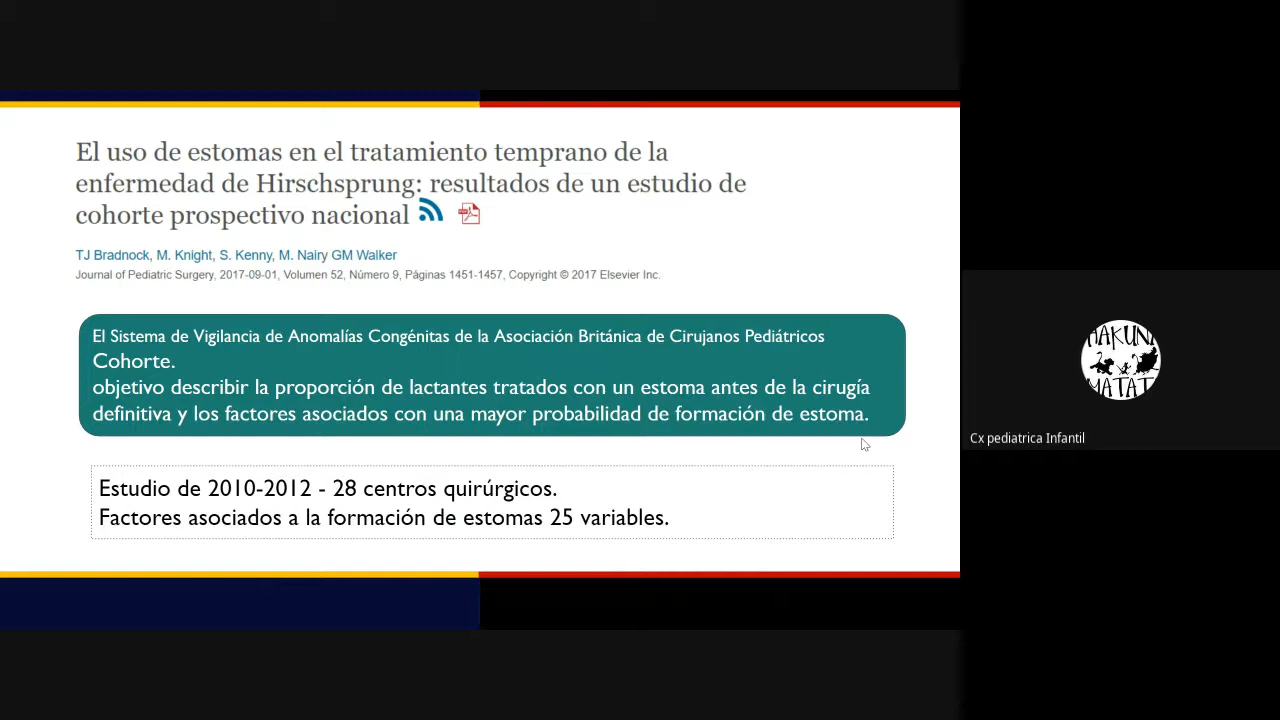 El uso de estomas en el tratamiento temprano de la
enfermedad de Hirschsprung: resultados de un estudio de
cohorte prospectivo nacional
TJ Bradnock, M. Knight, S. Kenny, M. Nairy GM Walker
Journal of Pediatric Surgery, 2017-09-01, Volumen 52, Número 9, Páginas 1451-1457, Copyright © 2017 Elsevier Inc.
El Sistema de Vigilancia de Anomalías Congénitas de la Asociación Británica de Cirujanos Pediátricos
Cohorte.
objetivo describir la proporción de lactantes tratados con un estoma antes de la cirugía
definitiva y los factores asociados con una mayor probabilidad de formación de estoma.
Estudio de 2010-2012 - 28 centros quirúrgicos.
Factores asociados a la formación de estomas 25 variables.
HAKUNA
MATAT
Cx pediatrica Infantil